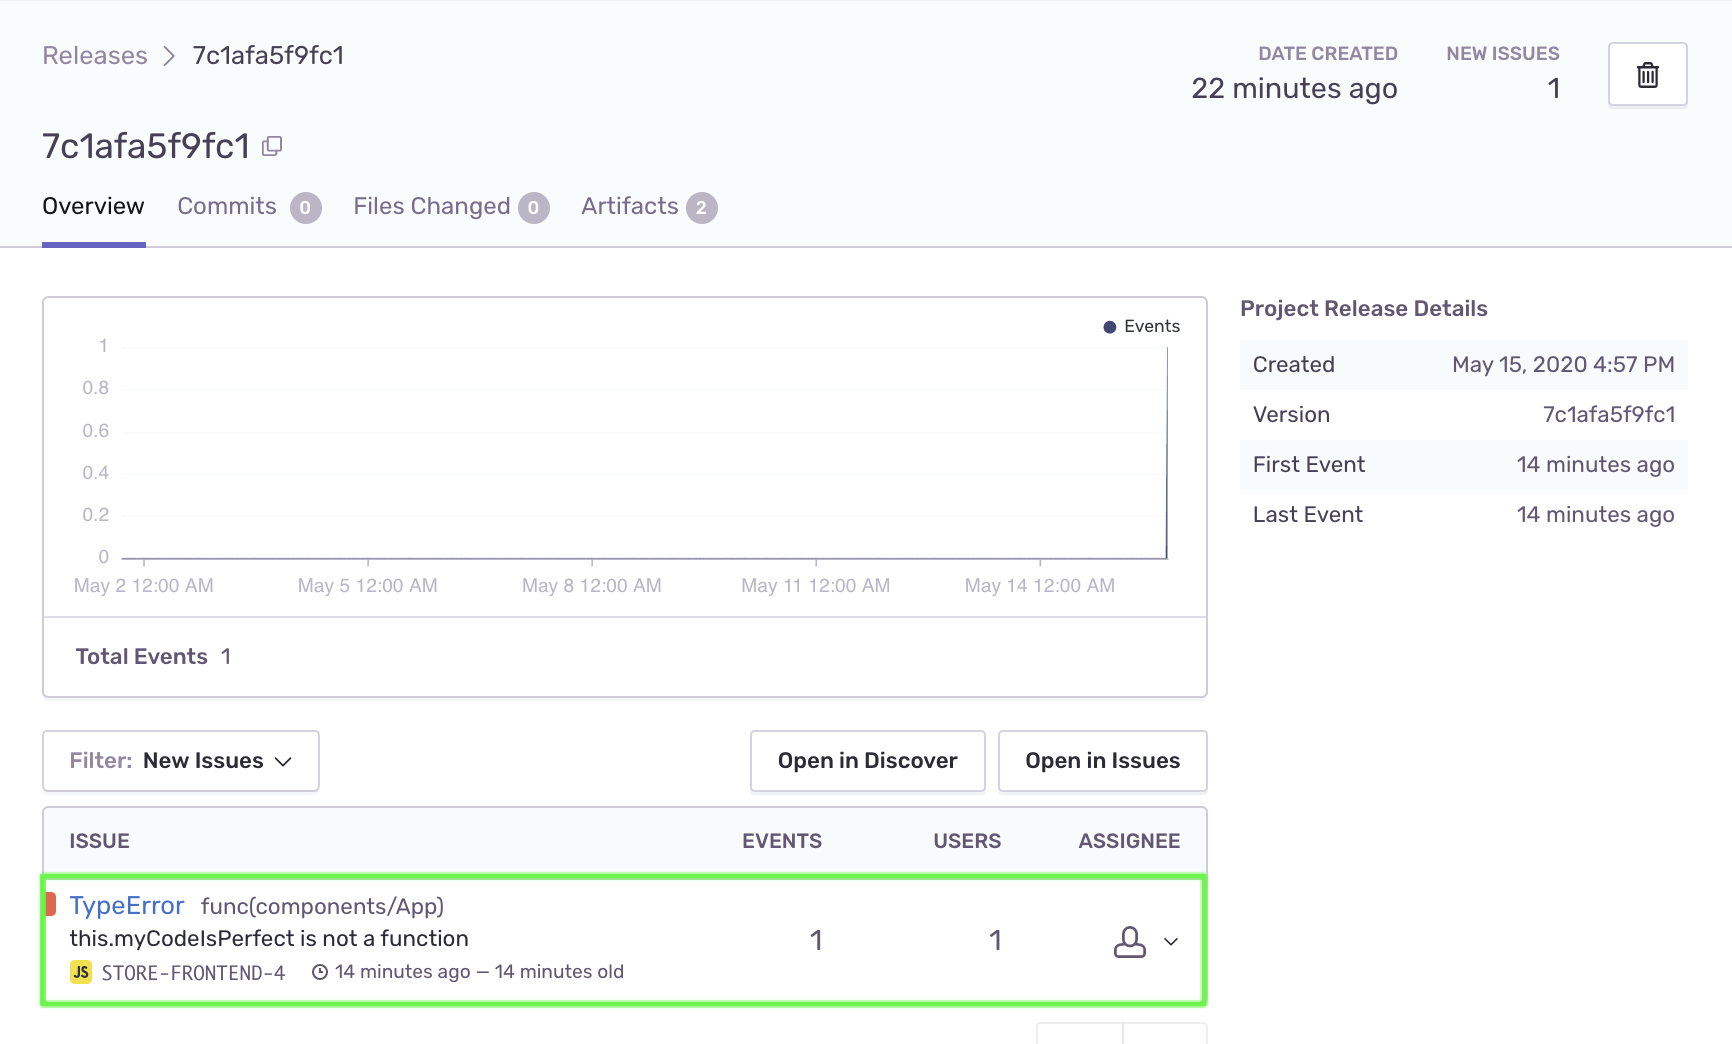 Releases > 7c1afa5f9fc1
DATE CREATED
22 minutes ago
NEW ISSUES
1
7c1afa5f9fc1
Overview
Commits 0
Files Changed 0
Artifacts 2
Events
1
0.8
0.6
0.4
0.2
0
May 2 12:00 AM
May 5 12:00 AM
May 8 12:00 AM
May 11 12:00 AM
May 14 12:00 AM
Total Events 1
Project Release Details
Created May 15, 2020 4:57 PM
Version 7c1afa5f9fc1
First Event 14 minutes ago
Last Event 14 minutes ago
Filter: New Issues
Open in Discover
Open in Issues
ISSUE EVENTS USERS ASSIGNEE
TypeError func(components/App)
this.myCodeIsPerfect is not a function
1 1
JS STORE-FRONTEND-4 14 minutes ago — 14 minutes old